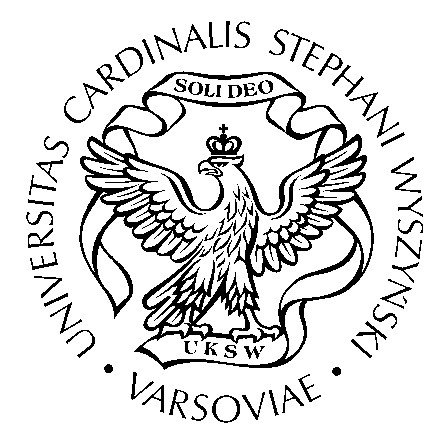 UNIVERSITAS CARDINALIS STEPHANI WYSZYNSKI
• VARSOVIAE •
SOLI DEO
UKSW